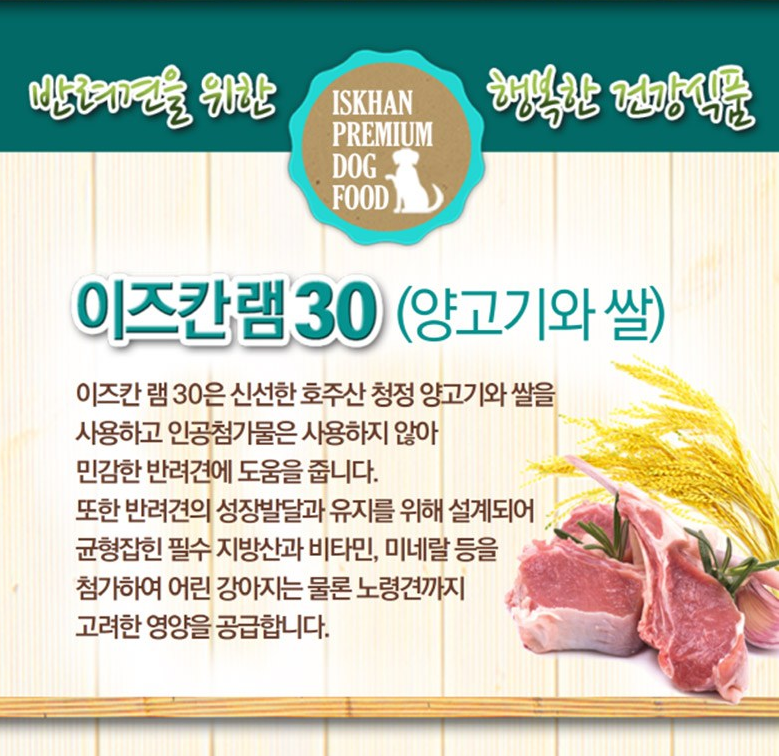 반려견을 위한
ISKHAN
PREMIUM
DOG
FOOD
행복한 건강식품
이즈칸 램 30 (양고기와 쌀)
이즈칸 램 30은 신선한 호주산 청정 양고기와 쌀을
사용하고 인공첨가물은 사용하지 않아
민감한 반려견에 도움을 줍니다.
또한 반려견의 성장발달과 유지를 위해 설계되어
균형잡힌 필수 지방산과 비타민, 미네랄 등을
첨가하여 어린 강아지는 물론 노령견까지
고려한 영양을 공급합니다.